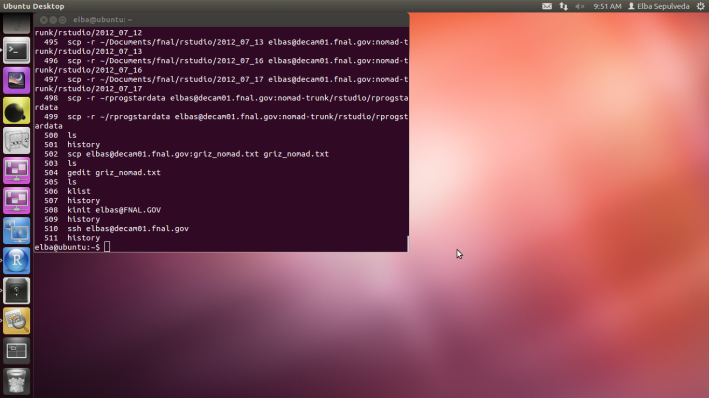 Ubuntu Desktop
9:51 AM Elba Sepulveda
elba@ubuntu: ~
runk/rstudio/2012_07_12
495 scp -r ~/Documents/fnal/rstudio/2012_07_13 elbas@decam01.fnal.gov:nomad-t
runk/rstudio/2012_07_13
496 scp -r ~/Documents/fnal/rstudio/2012_07_16 elbas@decam01.fnal.gov:nomad-t
runk/rstudio/2012_07_16
497 scp -r ~/Documents/fnal/rstudio/2012_07_17 elbas@decam01.fnal.gov:nomad-t
runk/rstudio/2012_07_17
498 scp -r ~rprogstardata elbas@decam01.fnal.gov:nomad-trunk/rstudio/rprogsta
rdata
499 scp -r ~/rprogstardata elbas@decam01.fnal.gov:nomad-trunk/rstudio/rprogst
ardata
500 ls
501 history
502 scp elbas@decam01.fnal.gov:griz_nomad.txt griz_nomad.txt
503 ls
504 gedit griz_nomad.txt
505 ls
506 klist
507 history
508 kinit elbas@FNAL.GOV
509 history
510 ssh elbas@decam01.fnal.gov
511 history
elba@ubuntu:~$
R